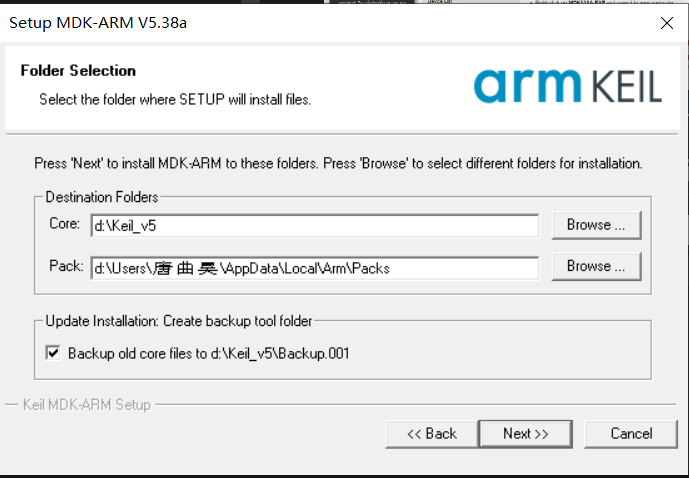 Setup MDK-ARM V5.38a
Folder Selection
Select the folder where SETUP will install files.
arm KEIL
Press 'Next' to install MDK-ARM to these folders. Press 'Browse' to select different folders for installation.
Destination Folders
Core: d:\Keil_v5 Browse ...
Pack: d:\Users\唐曲昊\AppData\Local\Arm\Packs Browse ...
Update Installation: Create backup tool folder
Backup old core files to d:\Keil_v5\Backup.001
Keil MDK-ARM Setup
<< Back Next >> Cancel